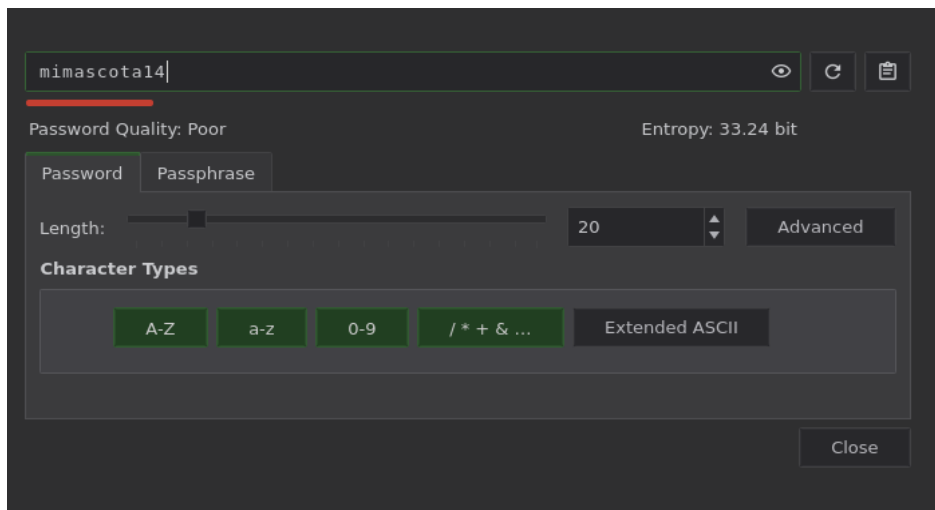 mimascota14
Password Quality: Poor Entropy: 33.24 bit
Password Passphrase
Length: 20 Advanced
Character Types
A-Z a-z 0-9 / * + & ... Extended ASCII
Close